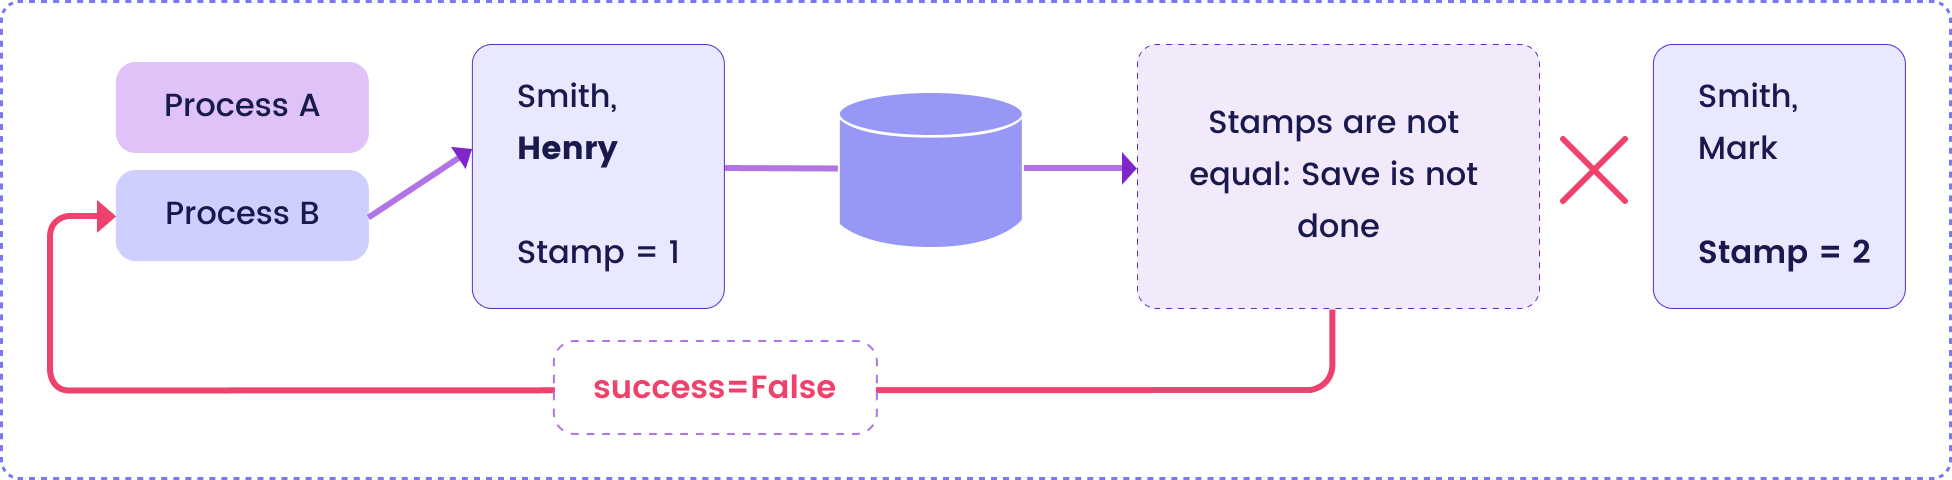 Process A
Process B
Smith,
Henry
Stamp = 1
Stamps are not
equal: Save is not
done
Smith,
Mark
Stamp = 2
success=False